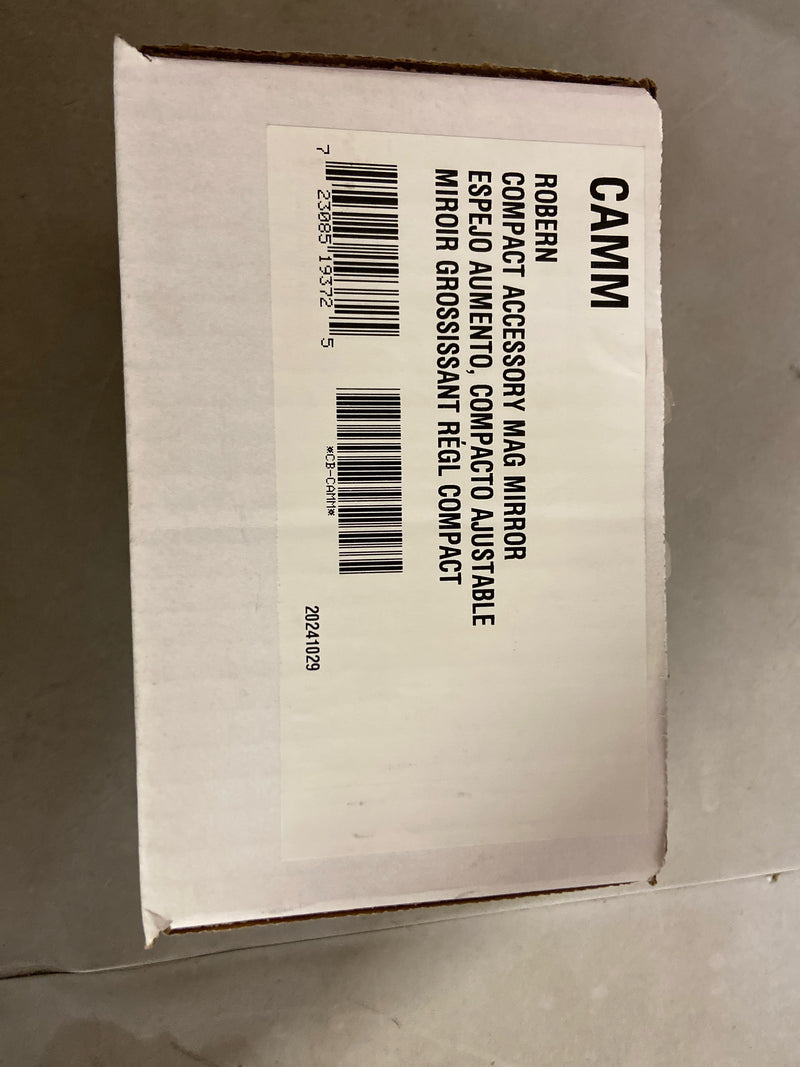 CAMM
ROBERN
COMPACT ACCESSORY MAG MIRROR
ESPEJO AUMENTO, COMPACTO AJUSTABLE
MIROIR GROSSISSANT RÉGL COMPACT
7 23085 19372 5
*CB-CAMM*
20241029